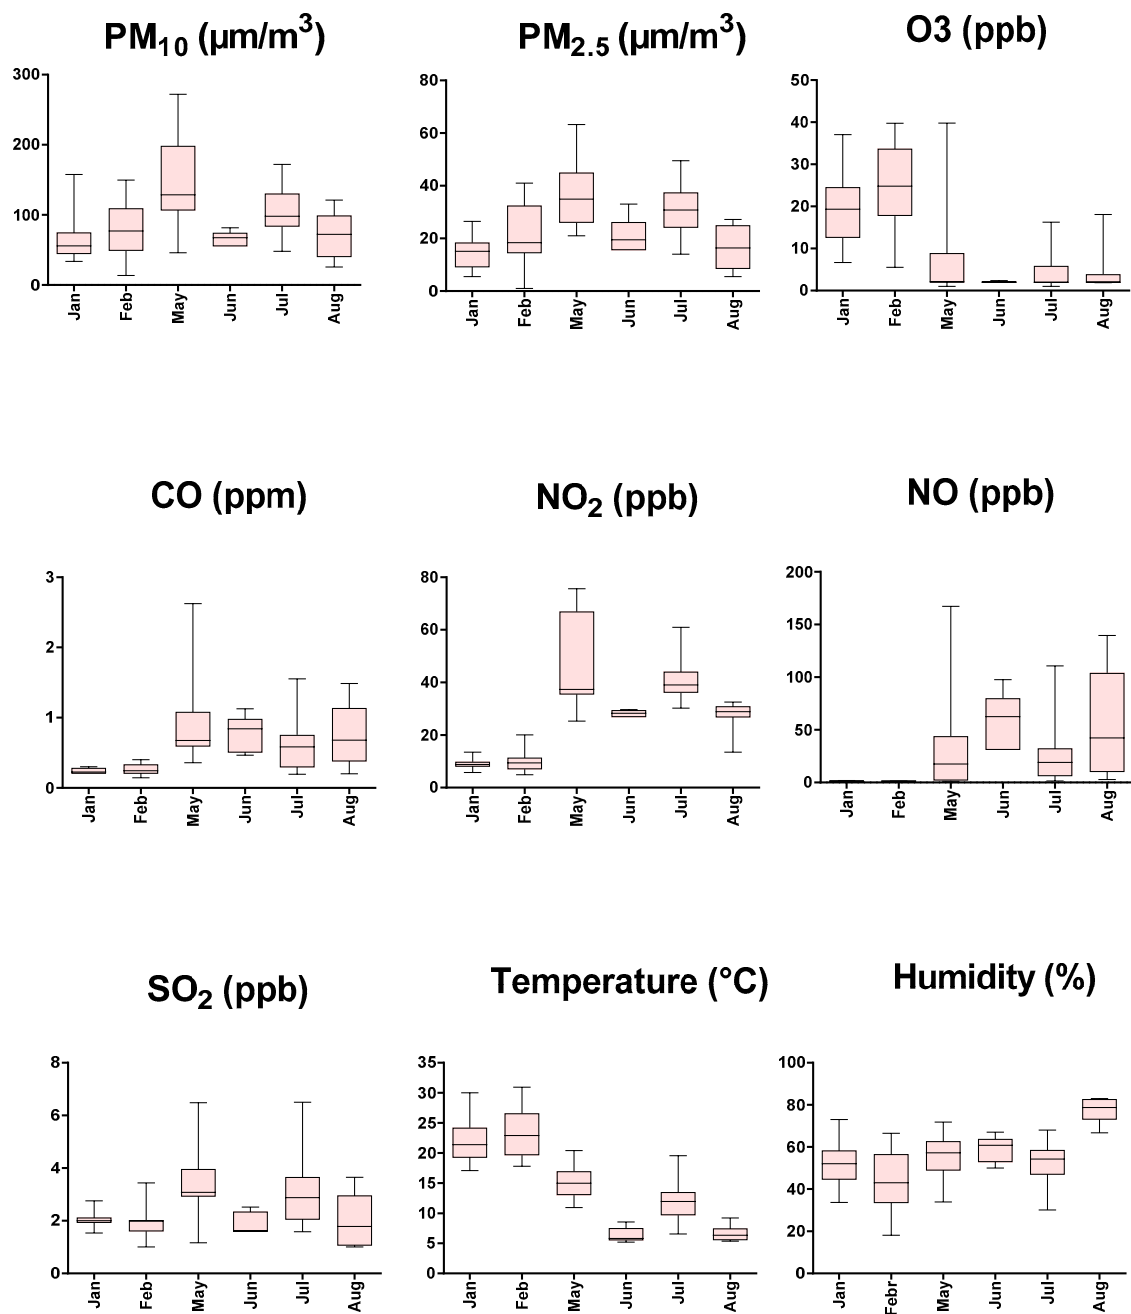 PM10 (µm/m3)
PM2.5 (µm/m3)
O3 (ppb)
300
200
100
0
Jan
Feb
May
Jun
Jul
Aug
80
60
40
20
0
Jan
Feb
May
Jun
Jul
Aug
50
40
30
20
10
0
Jan
Feb
May
Jun
Jul
Aug
CO (ppm)
NO2 (ppb)
NO (ppb)
3
2
1
0
Jan
Feb
May
Jun
Jul
Aug
80
60
40
20
0
Jan
Feb
May
Jun
Jul
Aug
200
150
100
50
0
Jan
Feb
May
Jun
Jul
Aug
SO2 (ppb)
Temperature (°C)
Humidity (%)
8
6
4
2
0
Jan
Feb
May
Jun
Jul
Aug
35
30
25
20
15
10
5
0
Jan
Feb
May
Jun
Jul
Aug
100
80
60
40
20
0
Jan
Febr
May
Jun
Jul
Aug